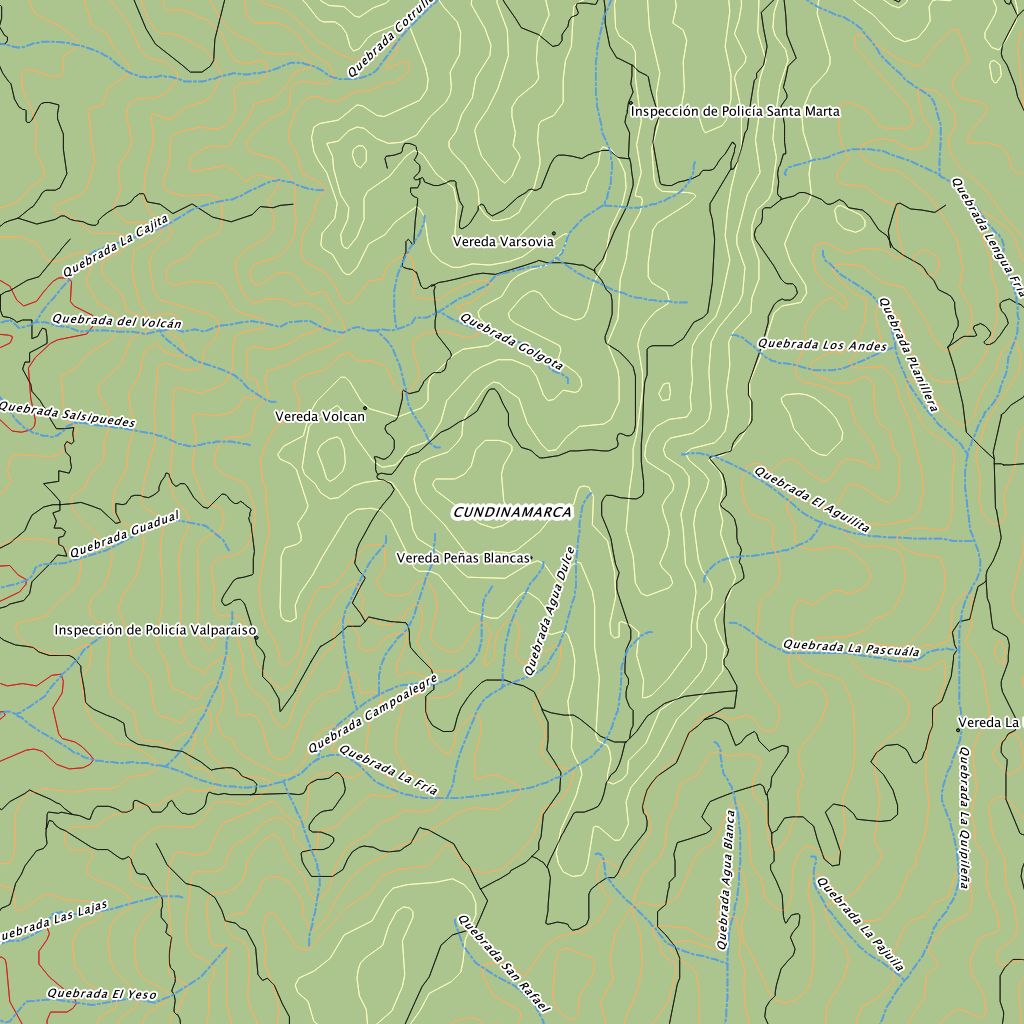 Quebrada Cotrulla
Inspección de Policía Santa Marta
Quebrada La Cajita
Quebrada Lengua Fría
Vereda Varsovia
Quebrada del Volcán
Quebrada Golgota
Quebrada Los Andes
Quebrada PLanillera
Quebrada Salsipuedes
Vereda Volcan
Quebrada El Aguilita
CUNDINAMARCA
Quebrada Guadual
Vereda Peñas Blancas
Quebrada Agua Dulce
Inspección de Policía Valparaiso
Quebrada La Pascuála
Quebrada Campoalegre
Vereda La
Quebrada La Fría
Quebrada La Quipileña
Quebrada Agua Blanca
Quebrada La Pajuila
uebrada Las Lajas
Quebrada San Rafael
Quebrada El Yeso